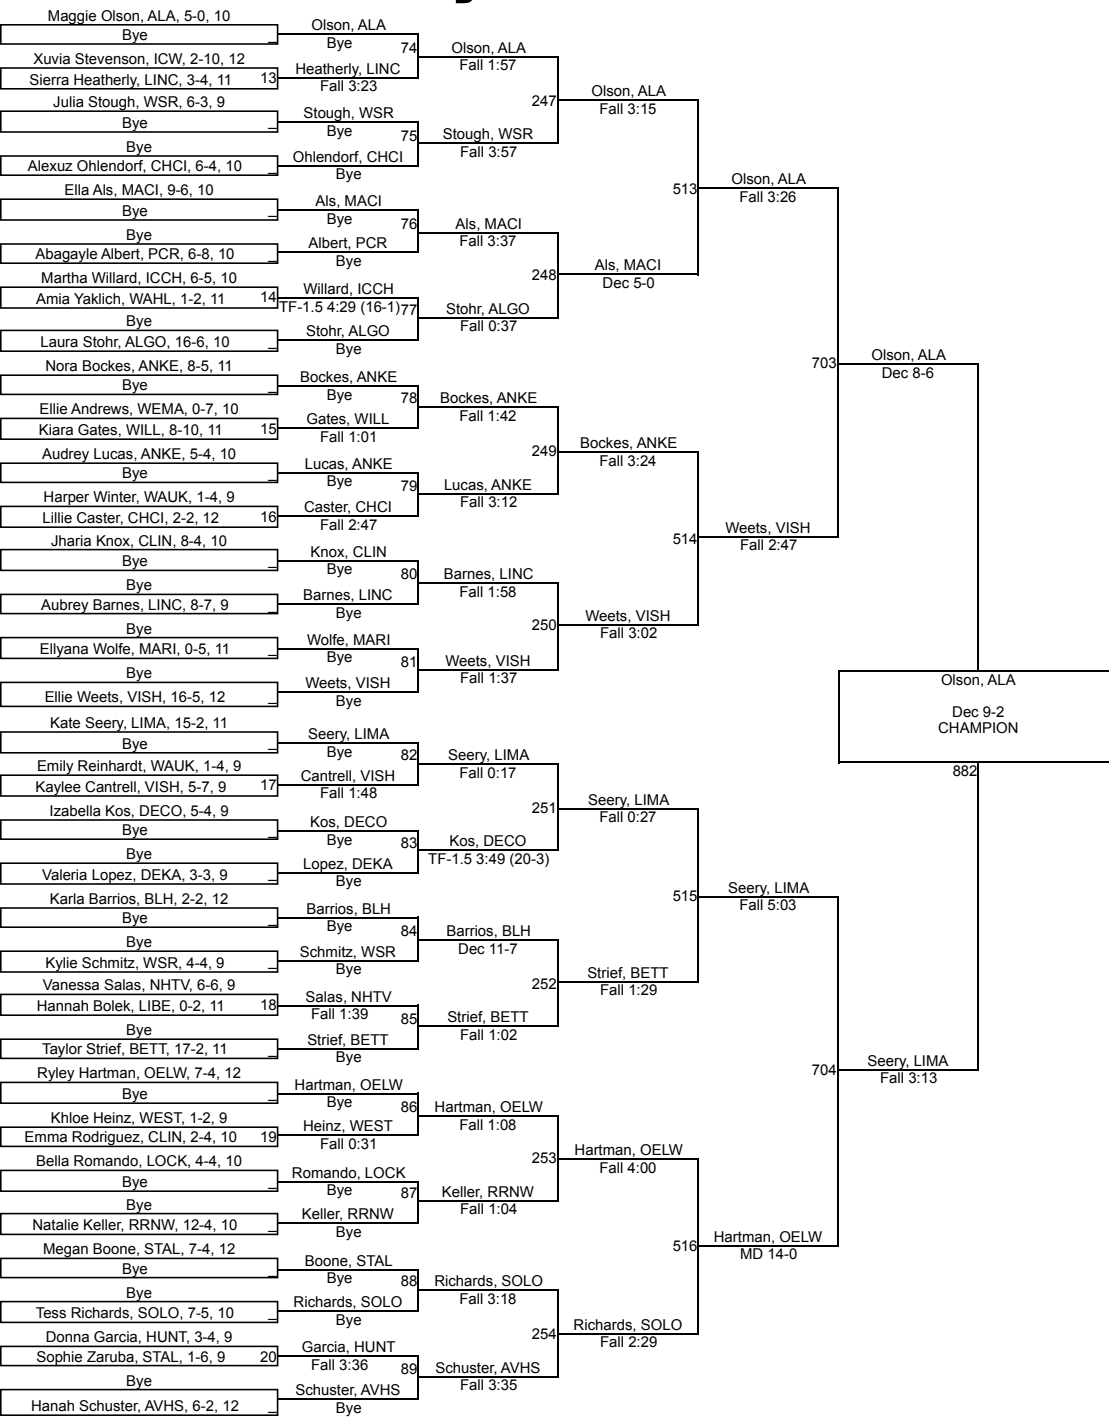 Maggie Olson, ALA, 5-0, 10
Bye
Xuvia Stevenson, ICW, 2-10, 12
Sierra Heatherly, LINC, 3-4, 11 13
Julia Stough, WSR, 6-3, 9
Bye
Bye
Alexuz Ohlendorf, CHCI, 6-4, 10
Ella Als, MACI, 9-6, 10
Bye
Bye
Abagayle Albert, PCR, 6-8, 10
Martha Willard, ICCH, 6-5, 10
Amia Yaklich, WAHL, 1-2, 11 14
Bye
Laura Stohr, ALGO, 16-6, 10
Nora Bockes, ANKE, 8-5, 11
Bye
Ellie Andrews, WEMA, 0-7, 10
Kiara Gates, WILL, 8-10, 11 15
Audrey Lucas, ANKE, 5-4, 10
Bye
Harper Winter, WAUK, 1-4, 9
Lillie Caster, CHCI, 2-2, 12 16
Jharia Knox, CLIN, 8-4, 10
Bye
Bye
Aubrey Barnes, LINC, 8-7, 9
Bye
Ellyana Wolfe, MARI, 0-5, 11
Bye
Ellie Weets, VISH, 16-5, 12
Kate Seery, LIMA, 15-2, 11
Bye
Emily Reinhardt, WAUK, 1-4, 9
Kaylee Cantrell, VISH, 5-7, 9 17
Izabella Kos, DECO, 5-4, 9
Bye
Bye
Valeria Lopez, DEKA, 3-3, 9
Karla Barrios, BLH, 2-2, 12
Bye
Bye
Kylie Schmitz, WSR, 4-4, 9
Vanessa Salas, NHTV, 6-6, 9
Hannah Bolek, LIBE, 0-2, 11 18
Bye
Taylor Strief, BETT, 17-2, 11
Ryley Hartman, OELW, 7-4, 12
Bye
Khloe Heinz, WEST, 1-2, 9
Emma Rodriguez, CLIN, 2-4, 10 19
Bella Romando, LOCK, 4-4, 10
Bye
Bye
Natalie Keller, RRNW, 12-4, 10
Megan Boone, STAL, 7-4, 12
Bye
Bye
Tess Richards, SOLO, 7-5, 10
Donna Garcia, HUNT, 3-4, 9
Sophie Zaruba, STAL, 1-6, 9 20
Bye
Hanah Schuster, AVHS, 6-2, 12
Olson, ALA
Bye
74
Heatherly, LINC
Fall 3:23
Stough, WSR
Bye
75
Ohlendorf, CHCI
Bye
Als, MACI
Bye
76
Albert, PCR
Bye
Willard, ICCH
TF-1.5 4:29 (16-1)
77
Stohr, ALGO
Bye
Bockes, ANKE
Bye
78
Gates, WILL
Fall 1:01
Lucas, ANKE
Bye
79
Caster, CHCI
Fall 2:47
Knox, CLIN
Bye
80
Barnes, LINC
Bye
Wolfe, MARI
Bye
81
Weets, VISH
Bye
Seery, LIMA
Bye
82
Cantrell, VISH
Fall 1:48
Kos, DECO
Bye
83
Lopez, DEKA
Bye
Barrios, BLH
Bye
84
Schmitz, WSR
Bye
Salas, NHTV
Fall 1:39
85
Strief, BETT
Bye
Hartman, OELW
Bye
86
Heinz, WEST
Fall 0:31
Romando, LOCK
Bye
87
Keller, RRNW
Bye
Boone, STAL
Bye
88
Richards, SOLO
Bye
Garcia, HUNT
Fall 3:36
89
Schuster, AVHS
Bye
Olson, ALA
Fall 1:57
247
Stough, WSR
Fall 3:57
Als, MACI
Fall 3:37
248
Stohr, ALGO
Fall 0:37
Bockes, ANKE
Fall 1:42
249
Lucas, ANKE
Fall 3:12
Barnes, LINC
Fall 1:58
250
Weets, VISH
Fall 1:37
Seery, LIMA
Fall 0:17
251
Kos, DECO
TF-1.5 3:49 (20-3)
Barrios, BLH
Dec 11-7
252
Strief, BETT
Fall 1:02
Hartman, OELW
Fall 1:08
253
Keller, RRNW
Fall 1:04
Richards, SOLO
Fall 3:18
254
Schuster, AVHS
Fall 3:35
Olson, ALA
Fall 3:15
513
Als, MACI
Dec 5-0
Bockes, ANKE
Fall 3:24
514
Weets, VISH
Fall 3:02
Seery, LIMA
Fall 0:27
515
Strief, BETT
Fall 1:29
Hartman, OELW
Fall 4:00
516
Richards, SOLO
Fall 2:29
Olson, ALA
Fall 3:26
703
Weets, VISH
Fall 2:47
Seery, LIMA
Fall 5:03
704
Hartman, OELW
MD 14-0
Olson, ALA
Dec 8-6
Seery, LIMA
Fall 3:13
Olson, ALA
Dec 9-2
CHAMPION
882